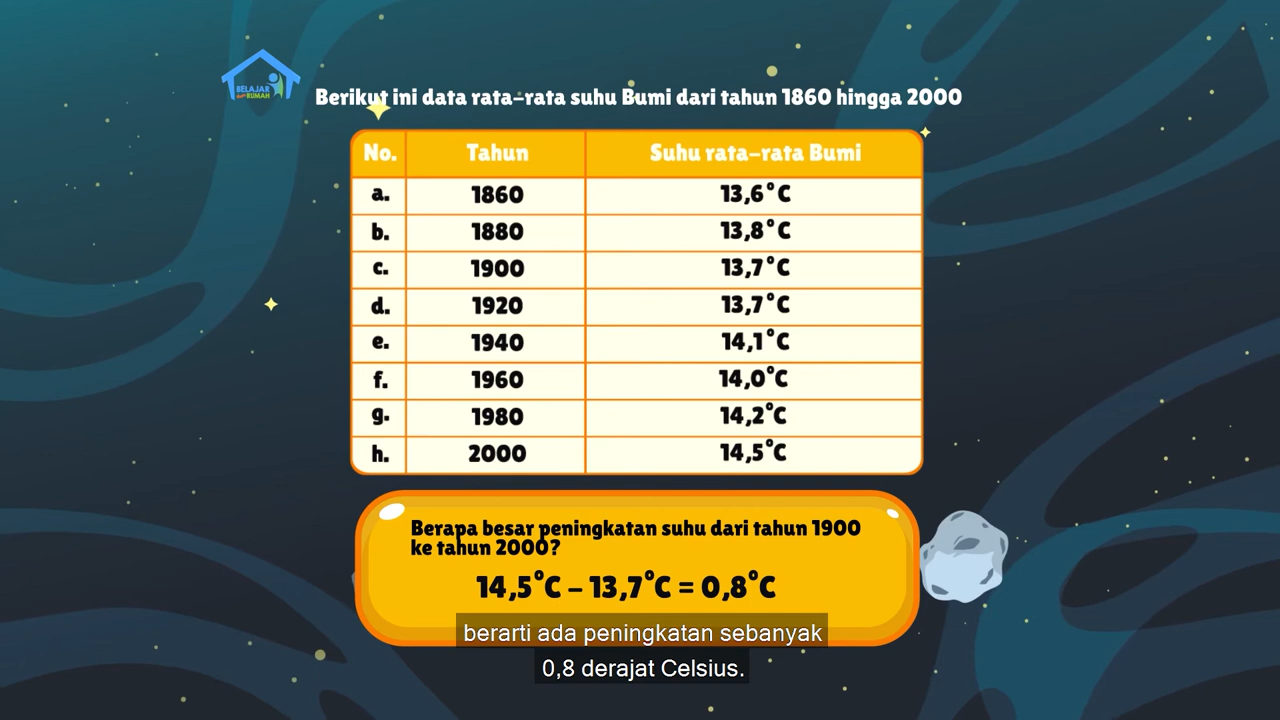 BELAJAR
dari RUMAH
Berikut ini data rata-rata suhu Bumi dari tahun 1860 hingga 2000
No. Tahun Suhu rata-rata Bumi
a. 1860 13,6°C
b. 1880 13,8°C
c. 1900 13,7°C
d. 1920 13,7°C
e. 1940 14,1°C
f. 1960 14,0°C
g. 1980 14,2°C
h. 2000 14,5°C
Berapa besar peningkatan suhu dari tahun 1900
ke tahun 2000?
14,5°C - 13,7°C = 0,8°C
berarti ada peningkatan sebanyak
0,8 derajat Celsius.